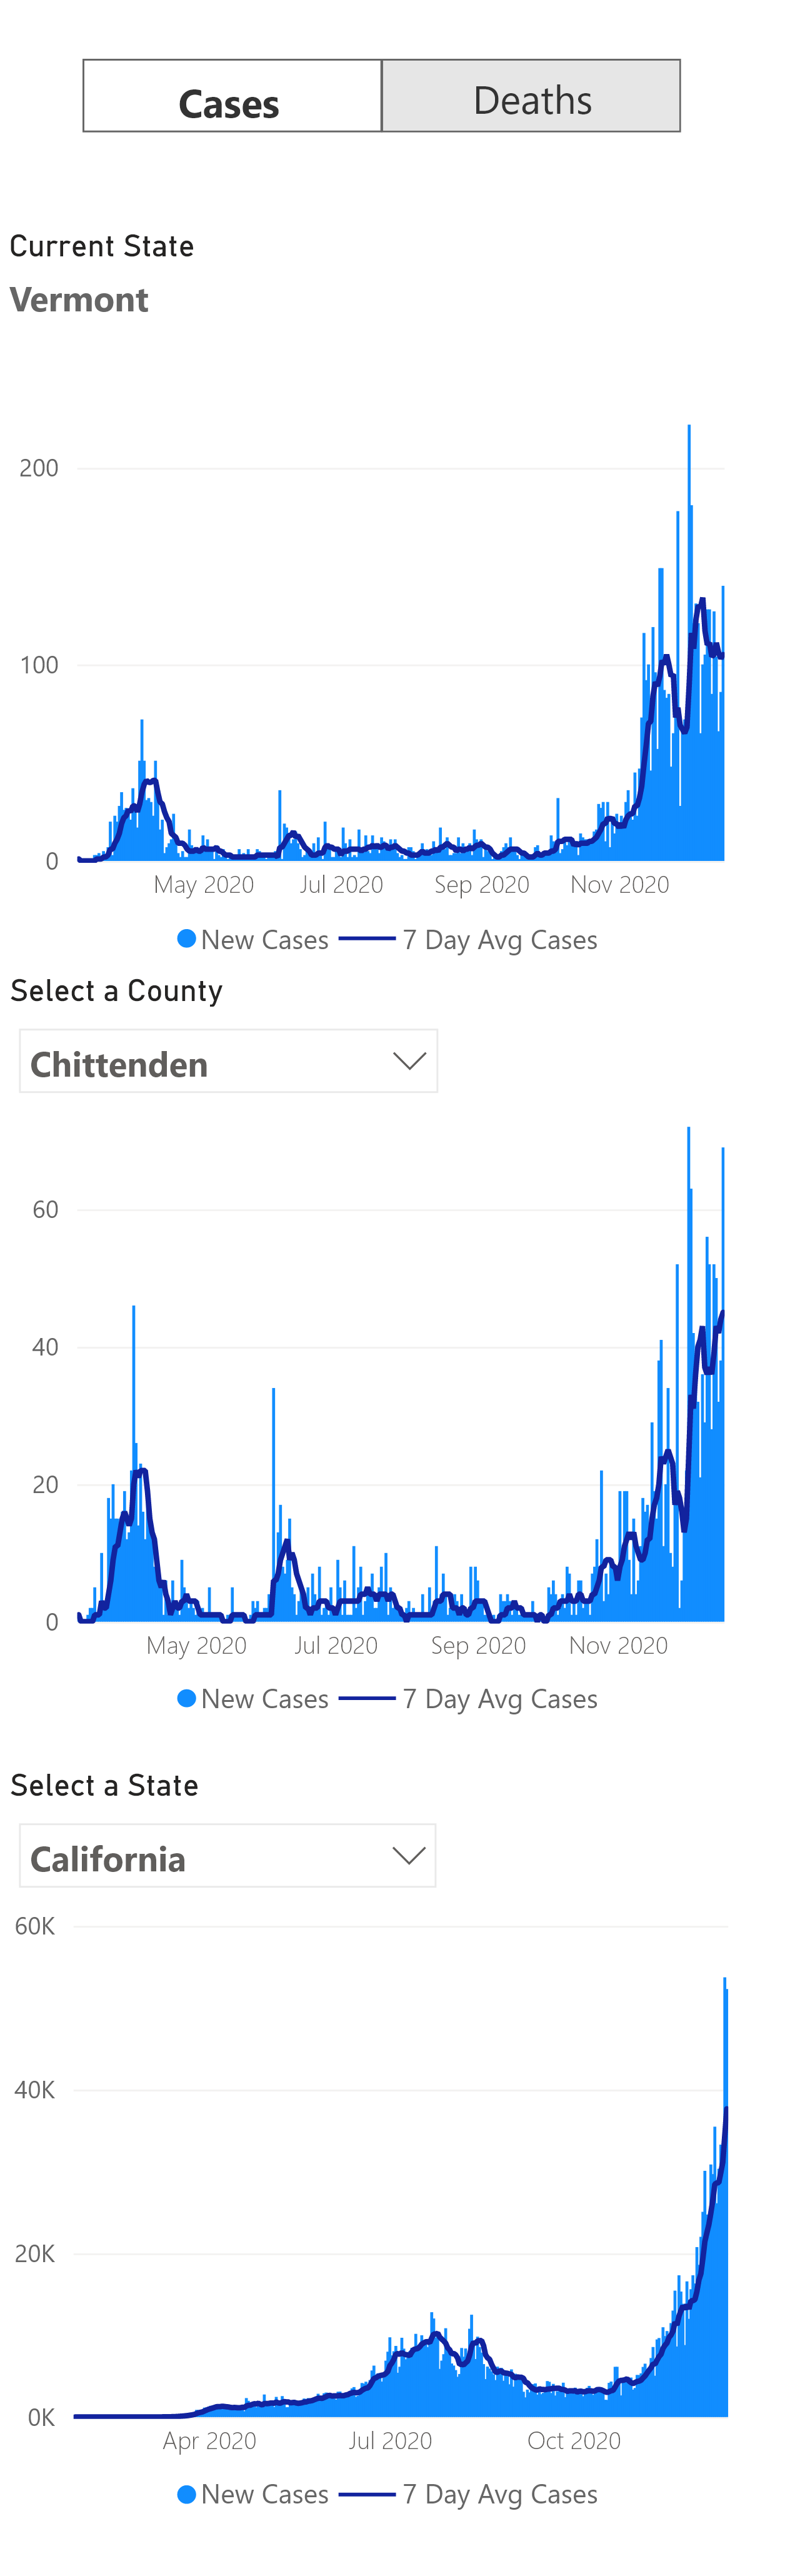 Cases Deaths
Current State
Vermont
200
100
0
May 2020 Jul 2020 Sep 2020 Nov 2020
New Cases 7 Day Avg Cases
Select a County
Chittenden
60
40
20
0
May 2020 Jul 2020 Sep 2020 Nov 2020
New Cases 7 Day Avg Cases
Select a State
California
60K
40K
20K
0K
Apr 2020 Jul 2020 Oct 2020
New Cases 7 Day Avg Cases